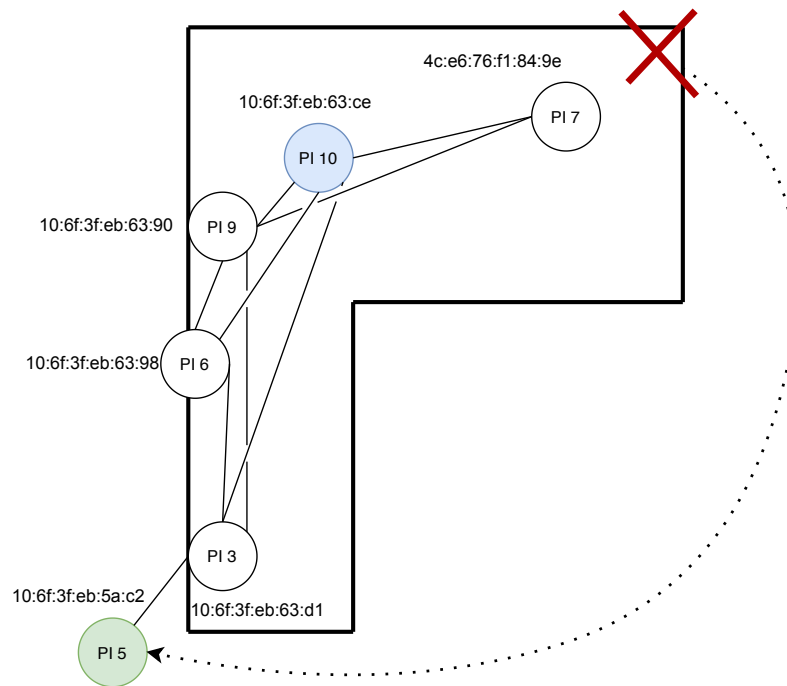 4c:e6:76:f1:84:9e
10:6f:3f:eb:63:ce
PI 7
PI 10
10:6f:3f:eb:63:90
PI 9
10:6f:3f:eb:63:98
PI 6
PI 3
10:6f:3f:eb:5a:c2
10:6f:3f:eb:63:d1
PI 5